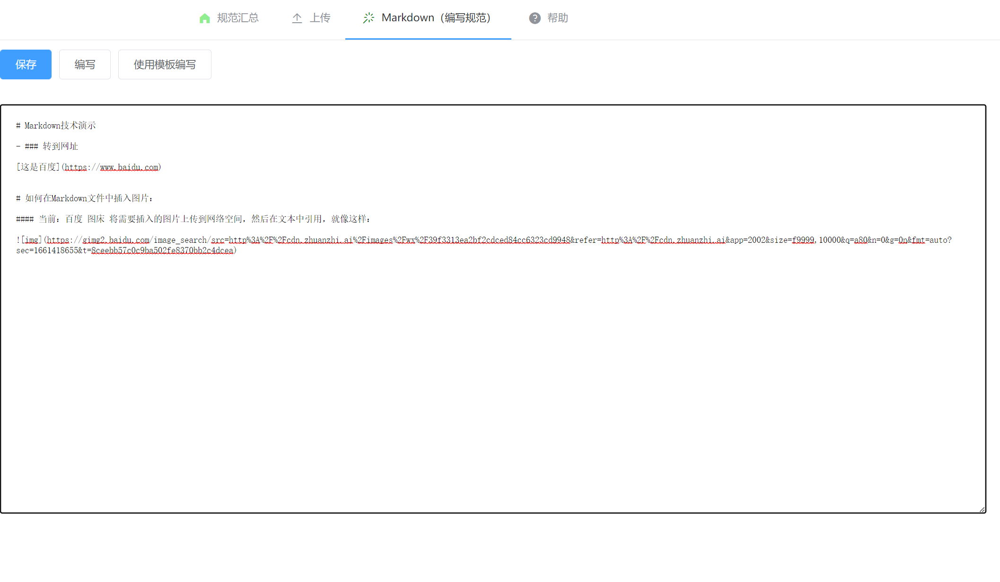 规范汇总 上传 Markdown（编写规范） 帮助
保存 编写 使用模板编写
# Markdown技术演示
- ### 转到网址
[这是百度](https://www.baidu.com)
# 如何在Markdown文件中插入图片：
#### 当前：百度 图床 将需要插入的图片上传到网络空间，然后在文本中引用，就像这样：
![img](https://gimg2.baidu.com/image_search/src=http%3A%2F%2Fcdn.zhuanzhi.ai%2Fimages%2Fwx%2F39f3313ea2bf2cdced84cc6323cd9948&refer=http%3A%2F%2Fcdn.zhuanzhi.ai&app=2002&size=f9999,10000&q=a80&n=0&g=0n&fmt=auto?
sec=1661418655&t=8ceebb57c0c9ba502fe8370bb2c4dcea)